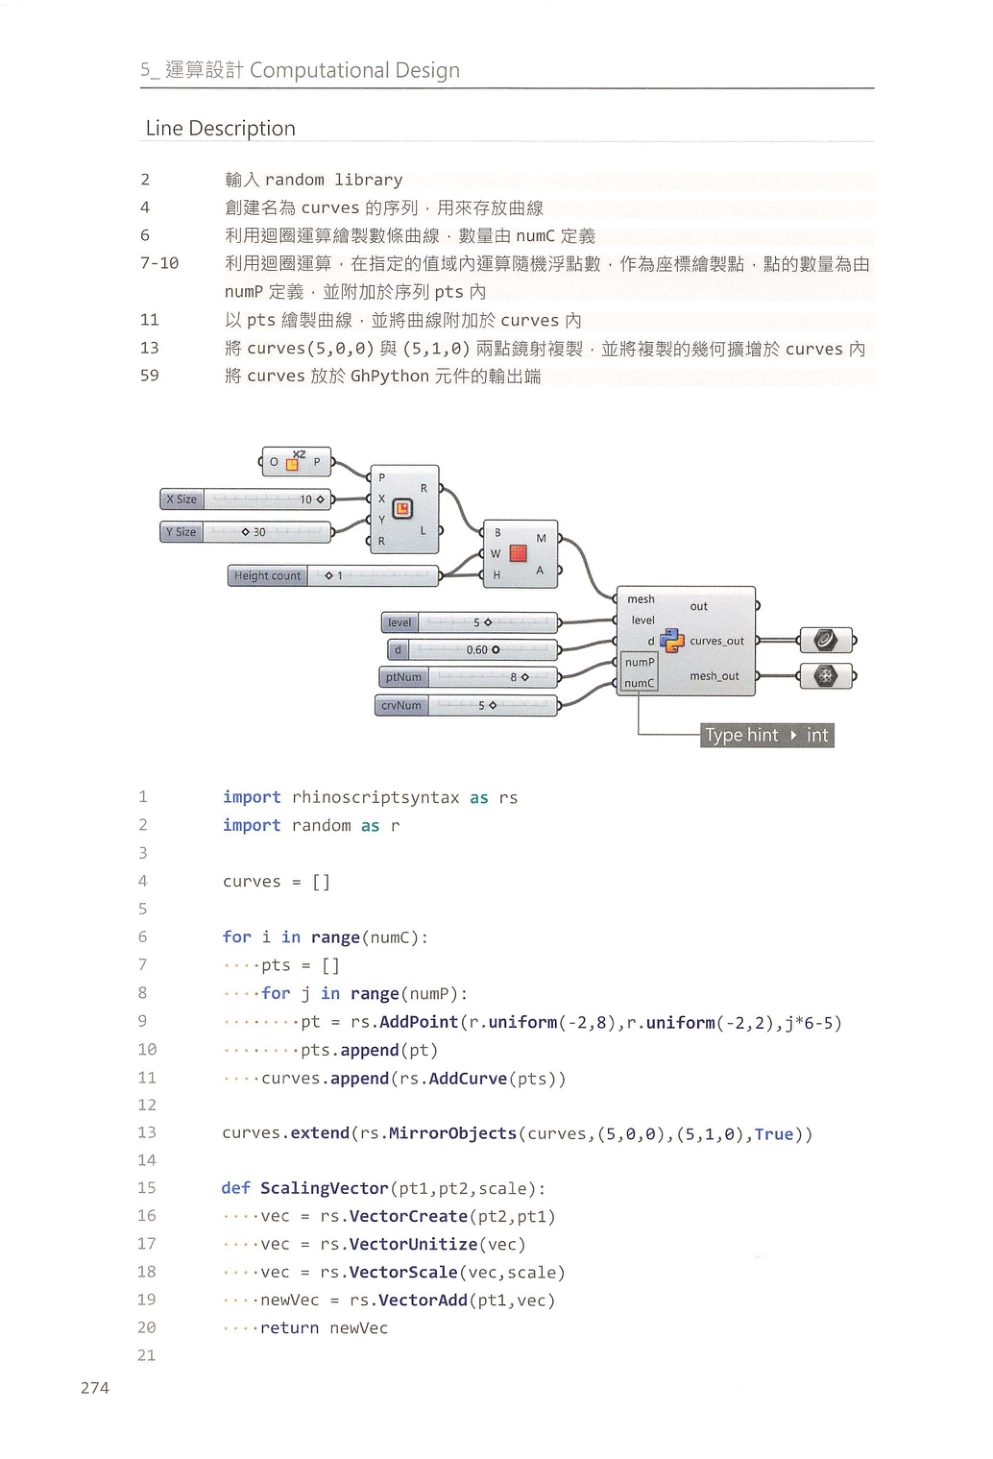 5_ 運算設計 Computational Design
Line Description
2 輸入 random library
4 創建名為 curves 的序列，用來存放曲線
6 利用迴圈運算繪製數條曲線，數量由 numC 定義
7-10 利用迴圈運算，在指定的值域內運算隨機浮點數，作為座標繪製點，點的數量為由
numP 定義，並附加於序列 pts 內
11 以 pts 繪製曲線，並將曲線附加於 curves 內
13 將 curves(5,0,0) 與 (5,1,0) 兩點鏡射複製，並將複製的幾何擴增於 curves 內
59 將 curves 放於 GhPython 元件的輸出端
O XZ P
X Size 10
Y Size 30
P X Y R R L
Height count 1
B W H M A
level 5
d 0.60
ptNum 8
crvNum 5
mesh level d numP numC out curves_out mesh_out
Type hint ▸ int
1 import rhinoscriptsyntax as rs
2 import random as r
3
4 curves = []
5
6 for i in range(numC):
7 ····pts = []
8 ····for j in range(numP):
9 ········pt = rs.AddPoint(r.uniform(-2,8),r.uniform(-2,2),j*6-5)
10 ········pts.append(pt)
11 ····curves.append(rs.AddCurve(pts))
12
13 curves.extend(rs.MirrorObjects(curves,(5,0,0),(5,1,0),True))
14
15 def ScalingVector(pt1,pt2,scale):
16 ····vec = rs.VectorCreate(pt2,pt1)
17 ····vec = rs.VectorUnitize(vec)
18 ····vec = rs.VectorScale(vec,scale)
19 ····newVec = rs.VectorAdd(pt1,vec)
20 ····return newVec
21
274